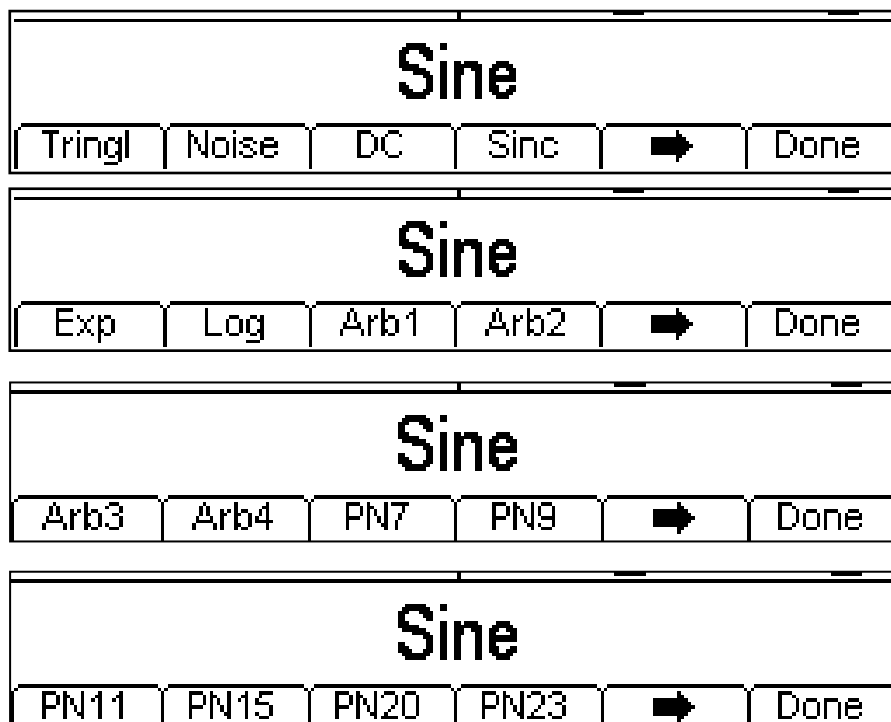 Sine
Tringl Noise DC Sinc Done
Sine
Exp Log Arb1 Arb2 Done
Sine
Arb3 Arb4 PN7 PN9 Done
Sine
PN11 PN15 PN20 PN23 Done